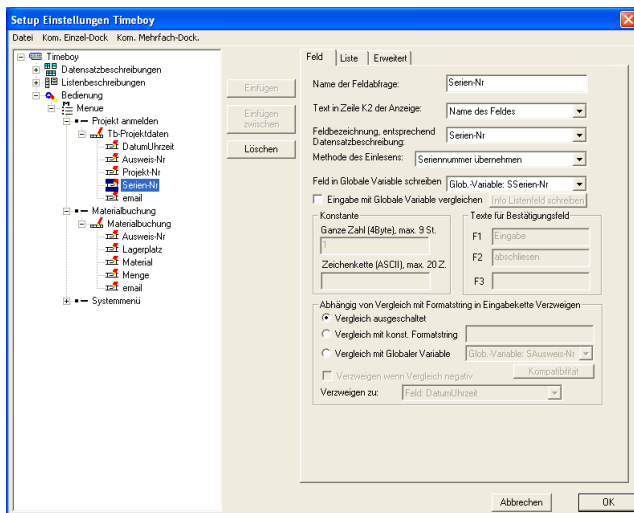 Setup Einstellungen Timeboy
Datei Kom. Einzel-Dock Kom. Mehrfach-Dock.
Timeboy
Datensatzbeschreibungen
Listenbeschreibungen
Bedienung
Menue
Projekt anmelden
Tb-Projektdaten
DatumUhrzeit
Ausweis-Nr
Projekt-Nr
Serien-Nr
email
Materialbuchung
Materialbuchung
Ausweis-Nr
Lagerplatz
Material
Menge
email
Systemmenü
Einfügen
Einfügen
zwischen
Löschen
Feld Liste Erweitert
Name der Feldabfrage: Serien-Nr
Text in Zeile K2 der Anzeige: Name des Feldes
Feldbezeichnung, entsprechend
Datensatzbeschreibung: Serien-Nr
Methode des Einlesens: Seriennummer übernehmen
Feld in Globale Variable schreiben Glob.-Variable: SSerien-Nr
Eingabe mit Globale Variable vergleichen Info Listenfeld schreiben
Konstante
Ganze Zahl (4Byte), max. 9 St.
1
Zeichenkette (ASCII), max. 20 Z.
Texte für Bestätigungsfeld
F1 Eingabe
F2 abschliesen
F3
Abhängig von Vergleich mit Formatstring in Eingabekette Verzweigen
Vergleich ausgeschaltet
Vergleich mit konst. Formatstring
Vergleich mit Globaler Variable Glob.-Variable: SAusweis-Nr
Verzweigen wenn Vergleich negativ Kompatibilität
Verzweigen zu: Feld: DatumUhrzeit
Abbrechen OK